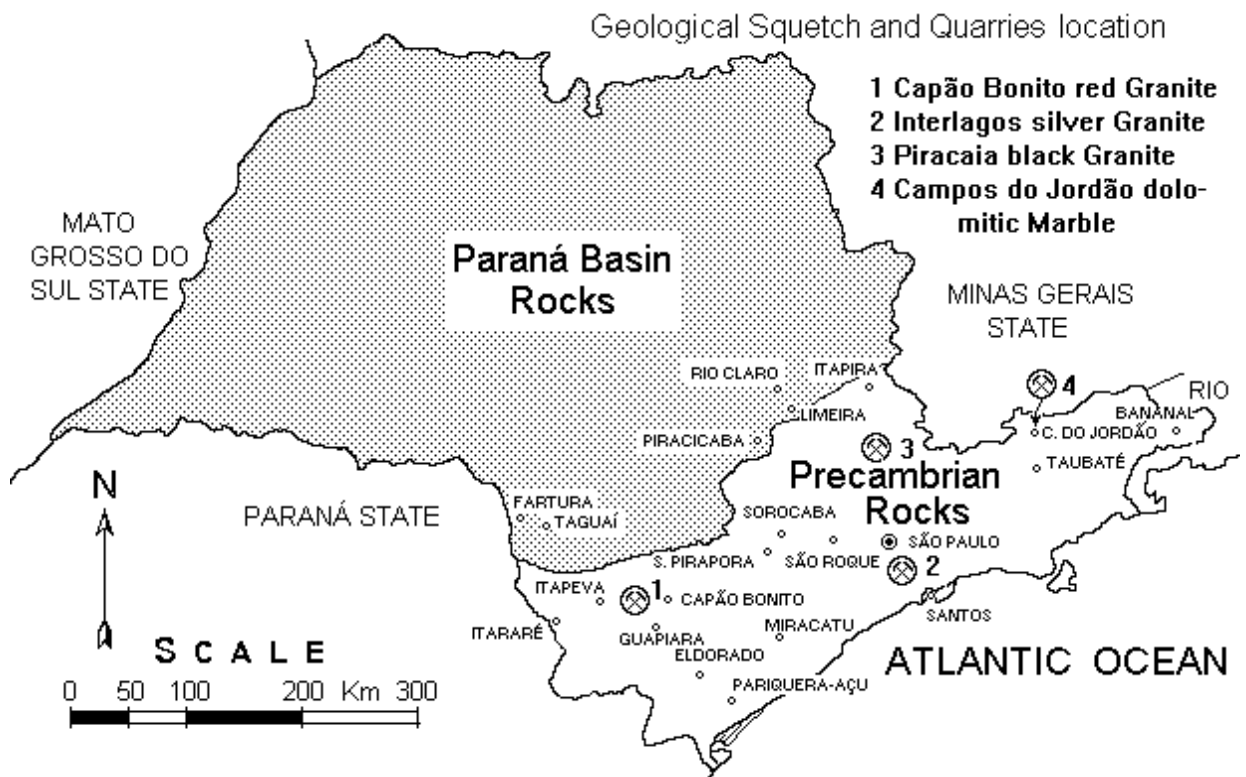 Geological Squetch and Quarries location
1 Capão Bonito red Granite
2 Interlagos silver Granite
3 Piracaia black Granite
4 Campos do Jordão dolo-
mitic Marble
MATO
GROSSO DO
SUL STATE
Paraná Basin
Rocks
MINAS GERAIS
STATE
RIO CLARO
ITAPIRA
LIMEIRA
PIRACICABA
4
RIO
BANANAL
C. DO JORDÃO
TAUBATÉ
3
Precambrian
Rocks
N
PARANÁ STATE
FARTURA
TAGUAÍ
SOROCABA
SÃO PAULO
S. PIRAPORA
SÃO ROQUE
2
ITAPEVA
1
CAPÃO BONITO
SANTOS
ITARARÉ
GUAPIARA
MIRACATU
ELDORADO
PARIQUERA-AÇU
ATLANTIC OCEAN
SCALE
0 50 100 200 Km 300